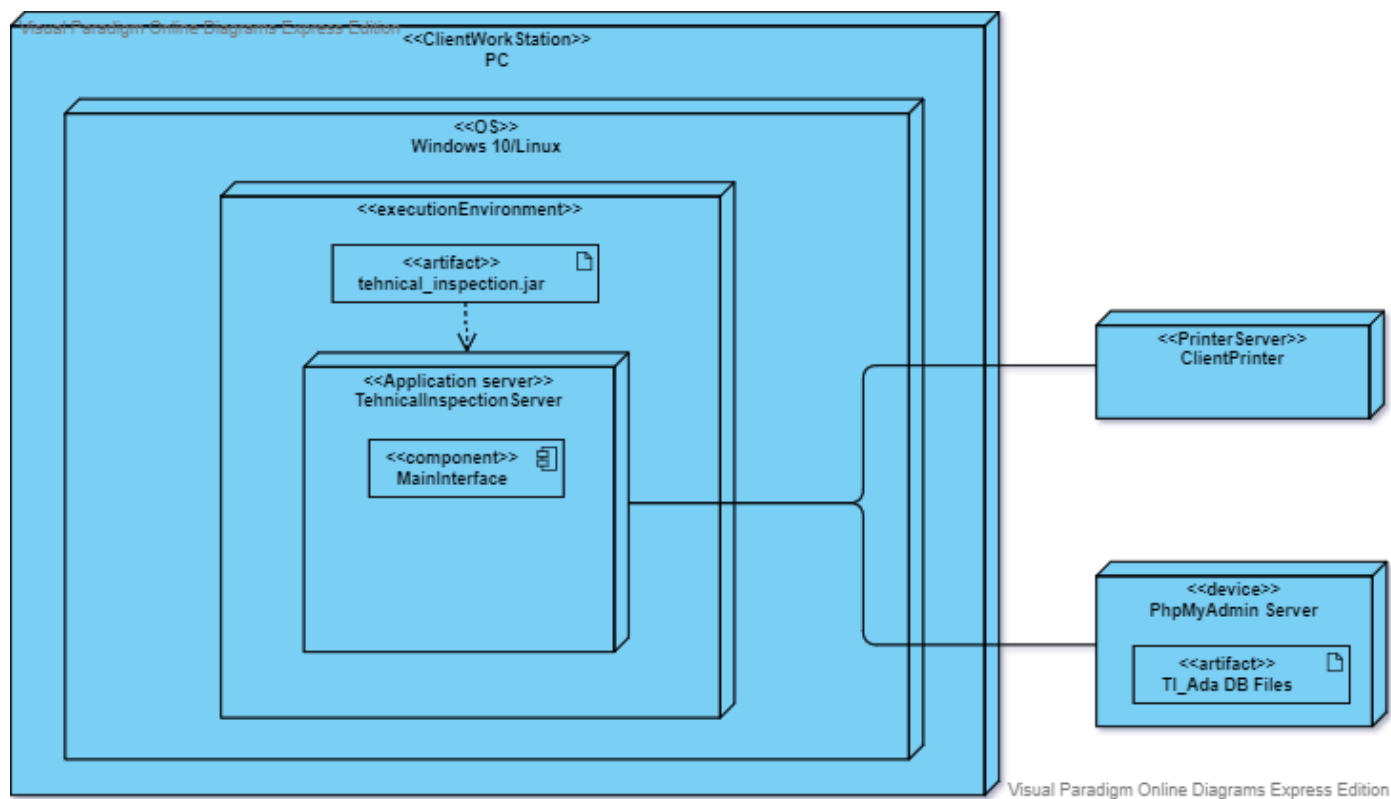 Visual Paradigm Online Diagrams Express Edition
<<ClientWorkStation>>
PC
<<OS>>
Windows 10/Linux
<<executionEnvironment>>
<<artifact>>
tehnical_inspection.jar
<<Application server>>
TehnicalInspectionServer
<<component>>
MainInterface
<<PrinterServer>>
ClientPrinter
<<device>>
PhpMyAdmin Server
<<artifact>>
TI_Ada DB Files
Visual Paradigm Online Diagrams Express Edition